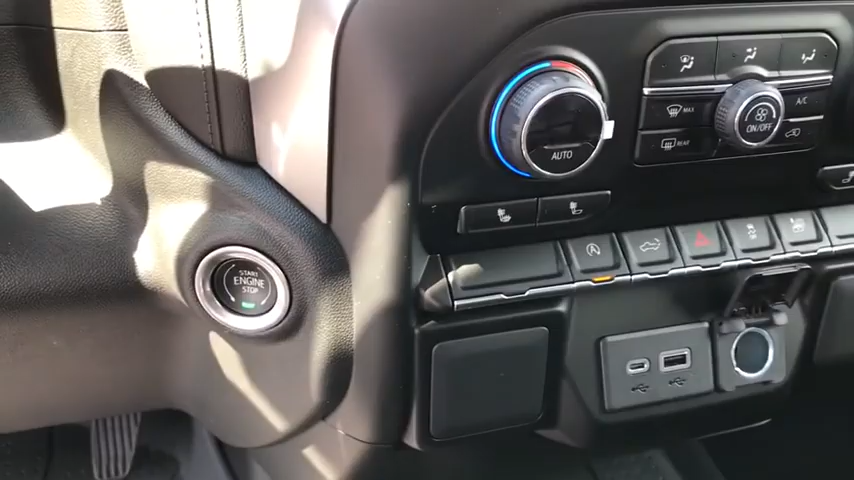 MAX
A/C
ON/OFF
REAR
AUTO
START
ENGINE
STOP